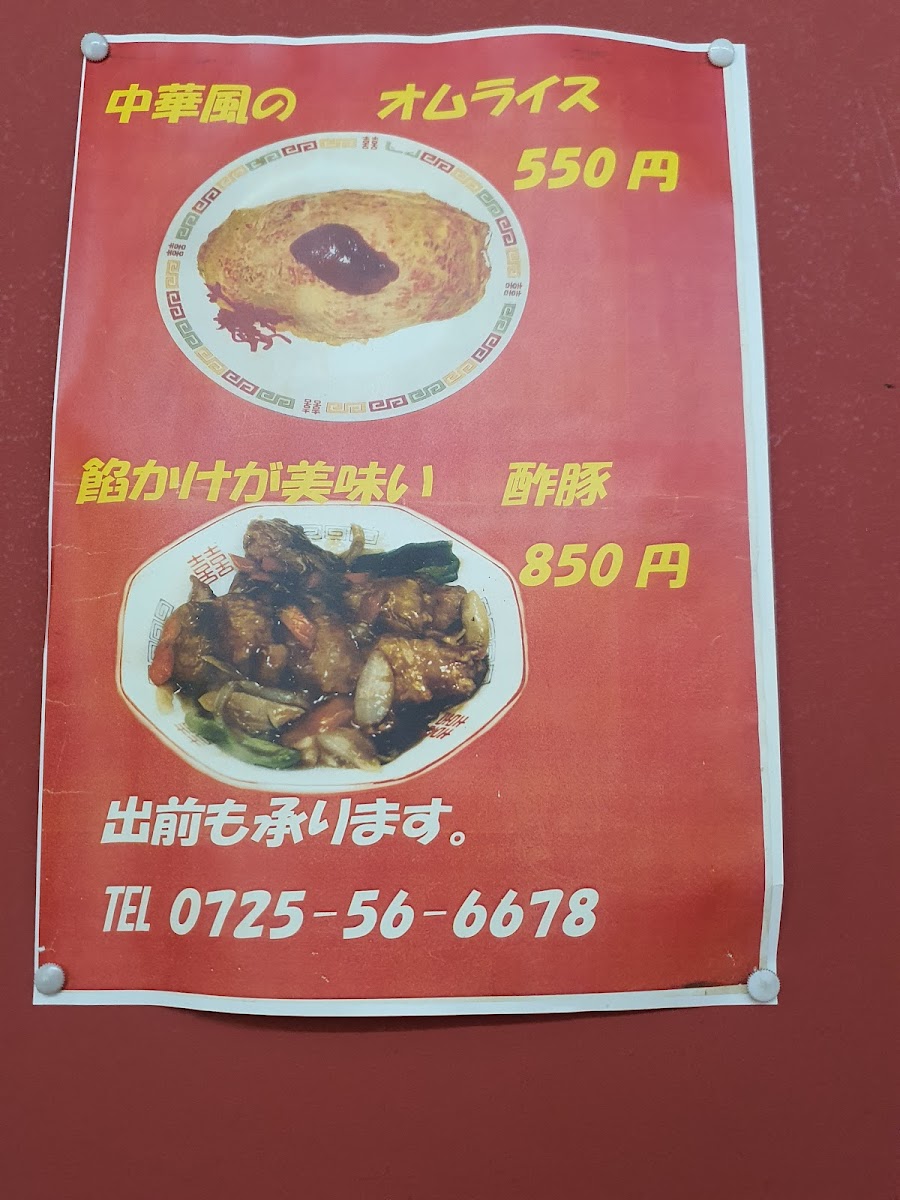 中華風の オムライス
550円
餡かけが美味い 酢豚
850円
出前も承ります。
TEL 0725-56-6678